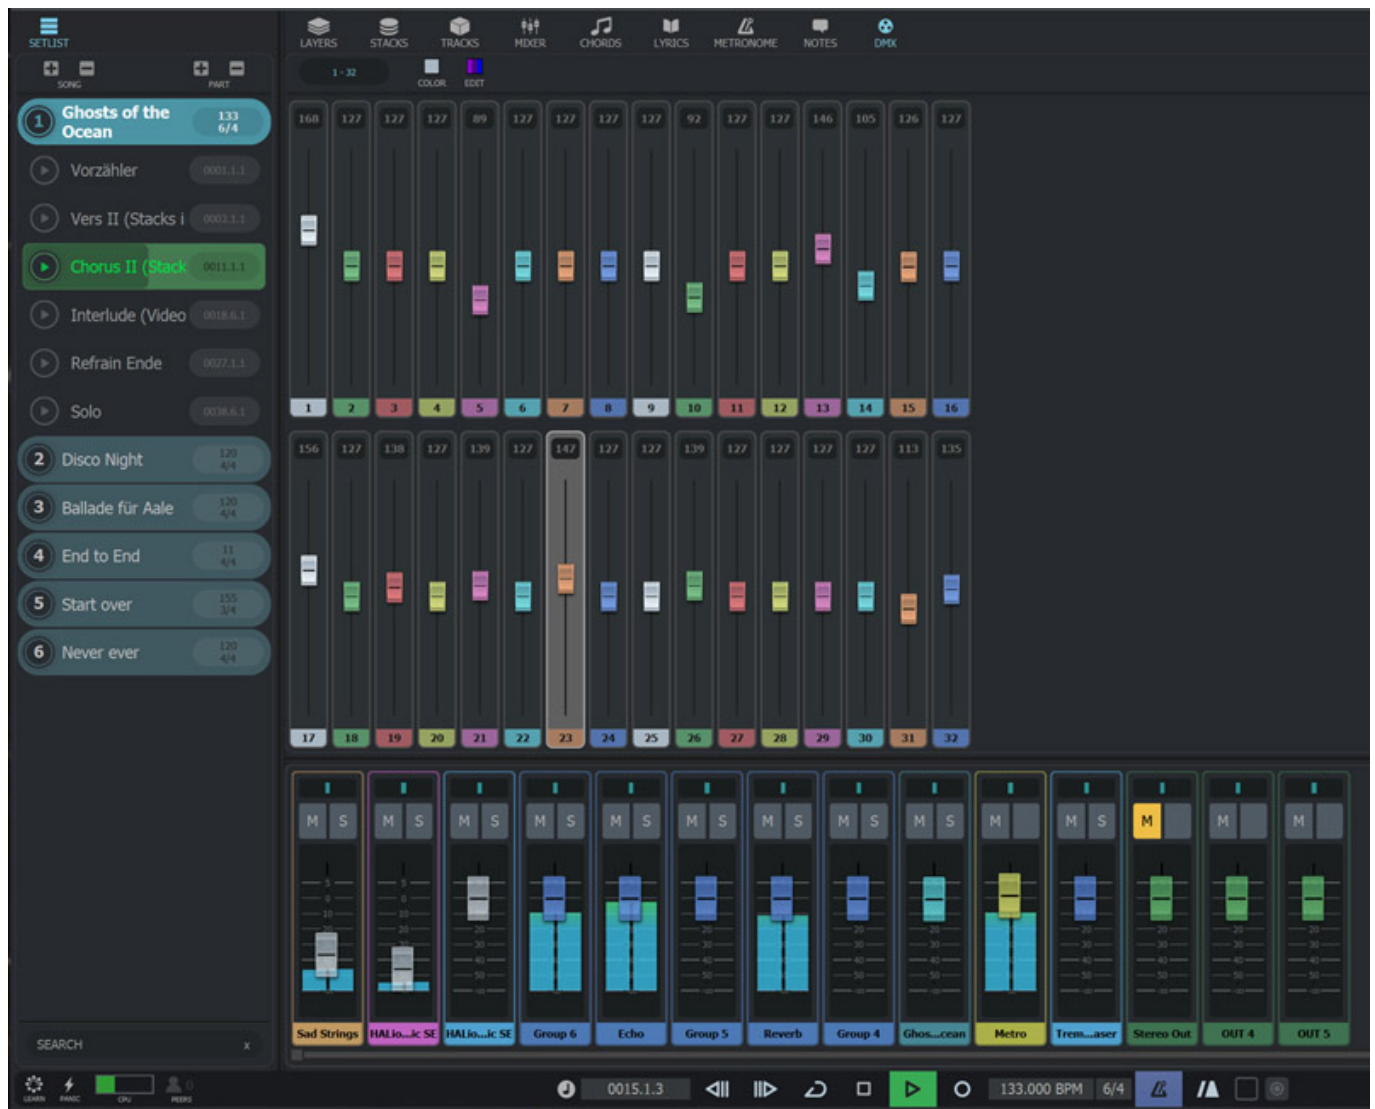 SETLIST
LAYERS STACKS TRACKS MIXER CHORDS LYRICS METRONOME NOTES DMX
SONG PART
1 - 32 COLOR EDIT
1 Ghosts of the Ocean 133 6/4
Vorzähler 0001.1.1
Vers II (Stacks i 0003.1.1
Chorus II (Stack 0011.1.1
Interlude (Video 0018.6.1
Refrain Ende 0027.1.1
Solo 0038.6.1
2 Disco Night 120 4/4
3 Ballade für Aale 120 4/4
4 End to End 11 4/4
5 Start over 155 3/4
6 Never ever 120 4/4
168 127 127 127 89 127 127 127 127 92 127 127 146 105 126 127
1 2 3 4 5 6 7 8 9 10 11 12 13 14 15 16
156 127 138 127 139 127 147 127 127 139 127 127 127 127 113 135
17 18 19 20 21 22 23 24 25 26 27 28 29 30 31 32
M S M S M S M S M S M S M S M S M S M M S M M M
Sad Strings HALio...ic SE HALio...ic SE Group 6 Echo Group 5 Reverb Group 4 Ghos...cean Metro Trem...aser Stereo Out OUT 4 OUT 5
SEARCH x
LEARN PANIC CPU PEERS 0
0015.1.3 133.000 BPM 6/4